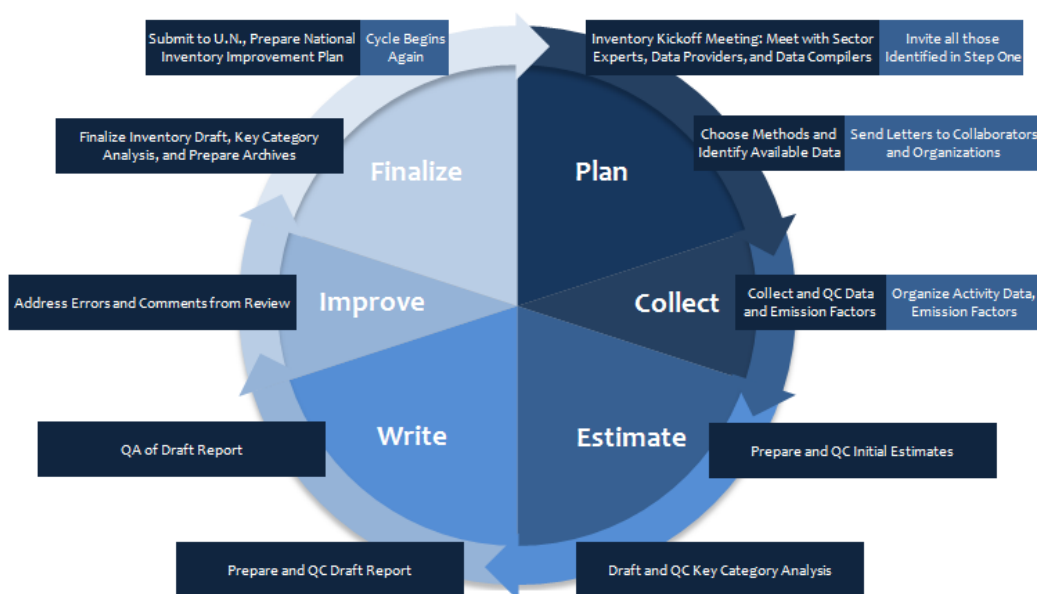 Submit to U.N., Prepare National
Inventory Improvement Plan
Cycle Begins
Again
Inventory Kickoff Meeting: Meet with Sector
Experts, Data Providers, and Data Compilers
Invite all those
Identified in Step One
Finalize Inventory Draft, Key Category
Analysis, and Prepare Archives
Choose Methods and
Identify Available Data
Send Letters to Collaborators
and Organizations
Finalize
Plan
Address Errors and Comments from Review
Improve
Collect
Collect and QC Data
and Emission Factors
Organize Activity Data,
Emission Factors
Write
Estimate
QA of Draft Report
Prepare and QC Initial Estimates
Prepare and QC Draft Report
Draft and QC Key Category Analysis